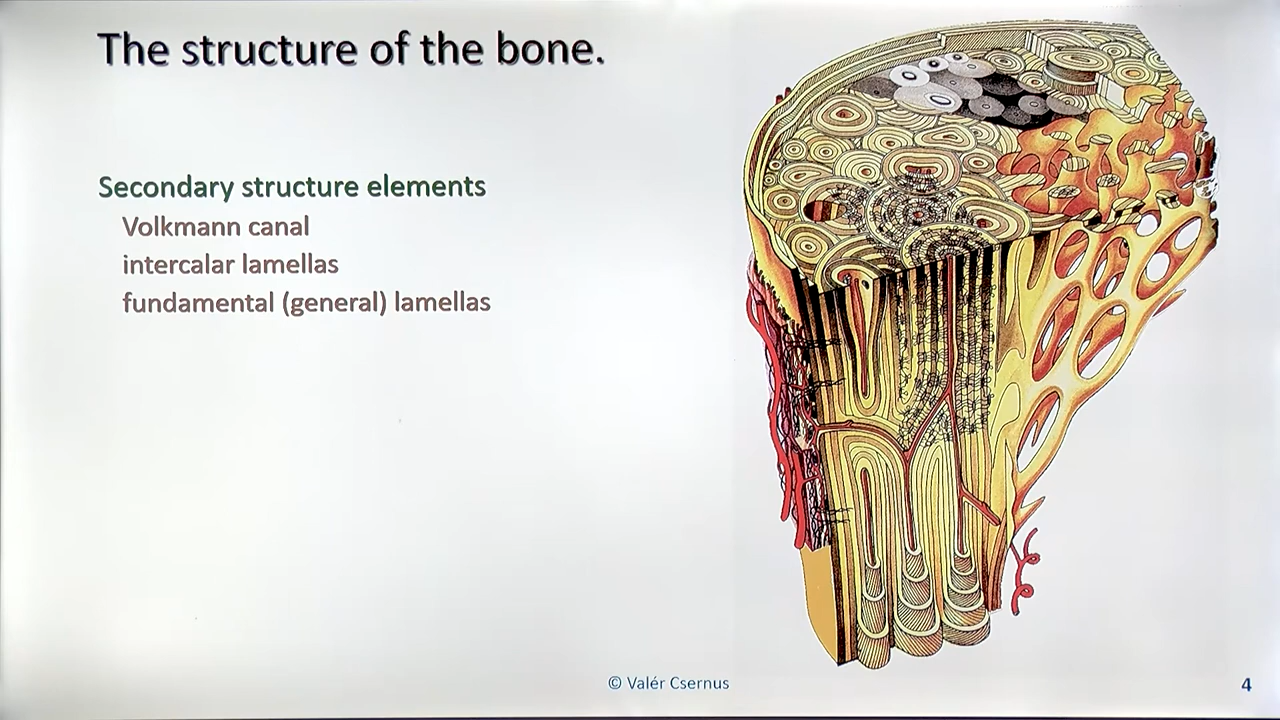 The structure of the bone.
Secondary structure elements
Volkmann canal
intercalar lamellas
fundamental (general) lamellas
© Valér Csernus
4